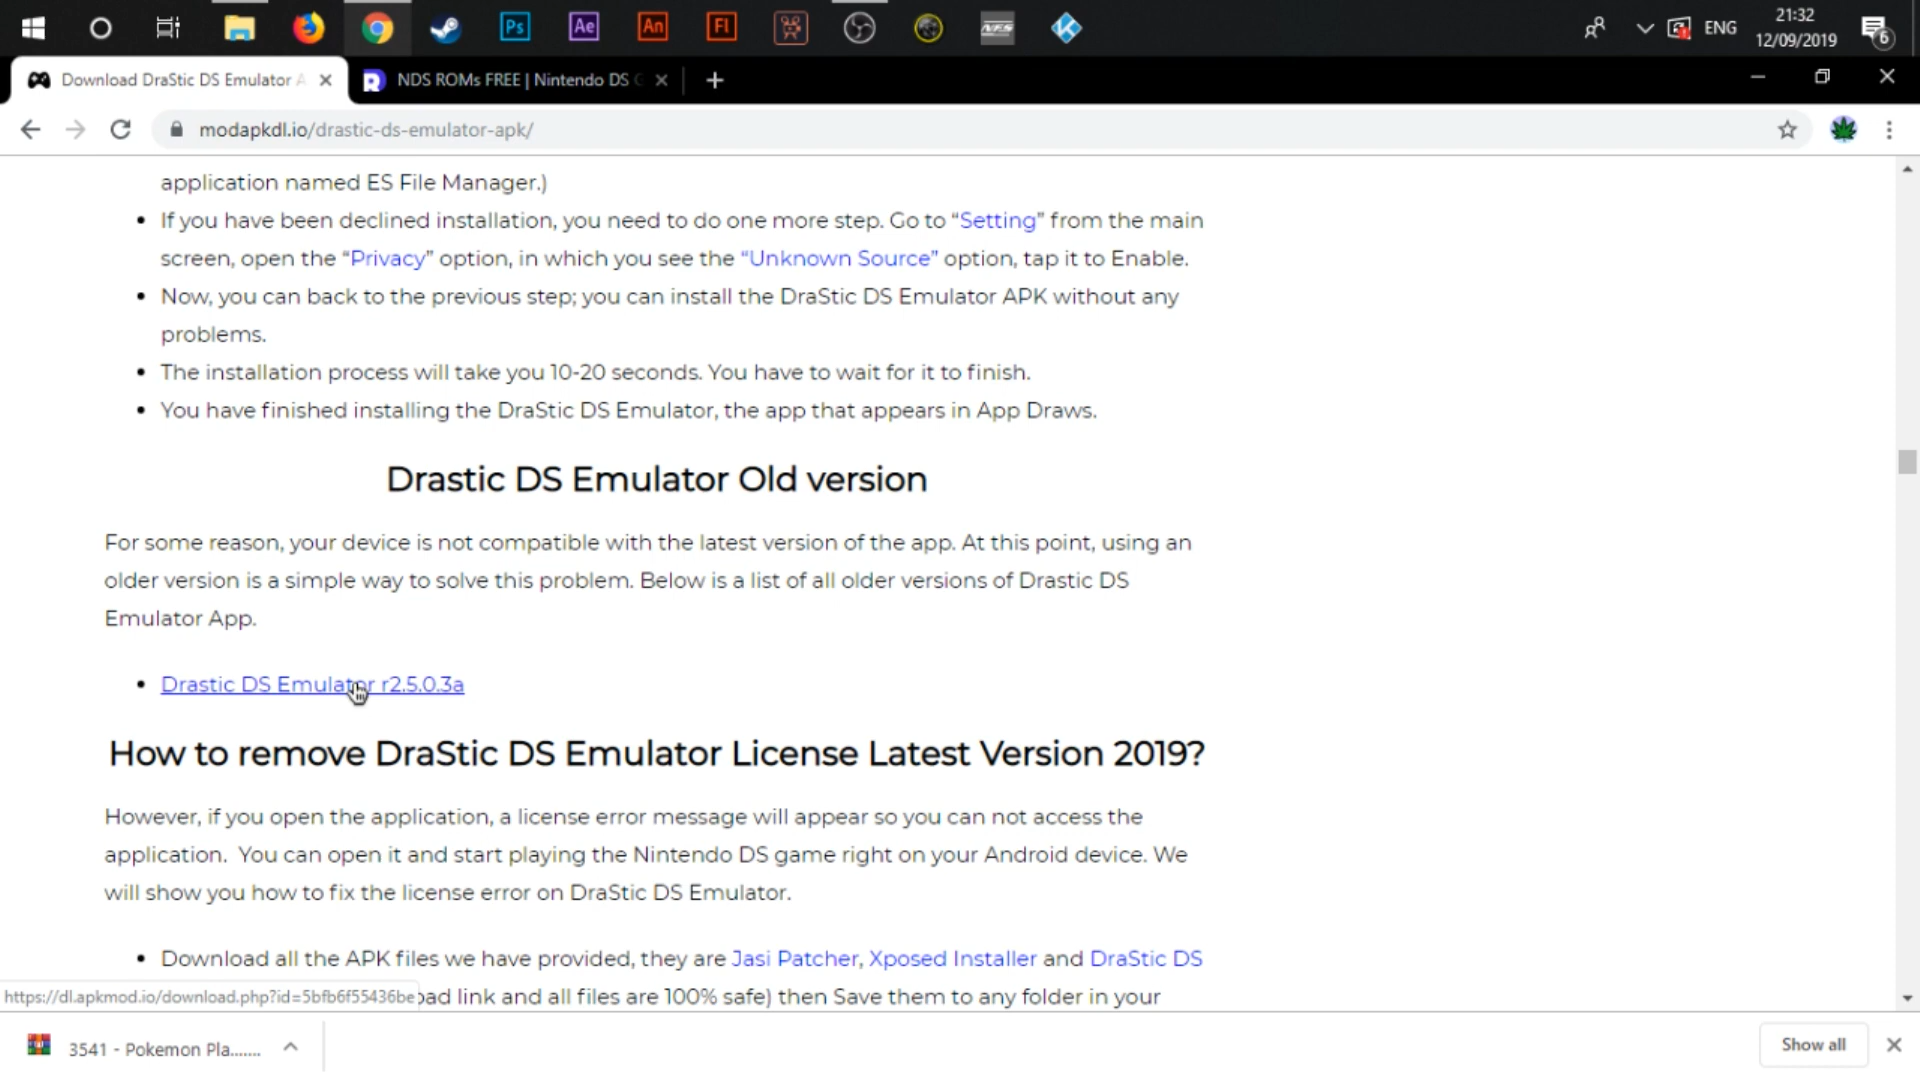 Ps Ae An Fl NFS ENG 21:32
12/09/2019 6
Download DraStic DS Emulator A NDS ROMs FREE | Nintendo DS G
modapkdl.io/drastic-ds-emulator-apk/
application named ES File Manager.)
• If you have been declined installation, you need to do one more step. Go to “Setting” from the main
screen, open the “Privacy” option, in which you see the “Unknown Source” option, tap it to Enable.
• Now, you can back to the previous step; you can install the DraStic DS Emulator APK without any
problems.
• The installation process will take you 10-20 seconds. You have to wait for it to finish.
• You have finished installing the DraStic DS Emulator, the app that appears in App Draws.
Drastic DS Emulator Old version
For some reason, your device is not compatible with the latest version of the app. At this point, using an
older version is a simple way to solve this problem. Below is a list of all older versions of Drastic DS
Emulator App.
• Drastic DS Emulator r2.5.0.3a
How to remove DraStic DS Emulator License Latest Version 2019?
However, if you open the application, a license error message will appear so you can not access the
application. You can open it and start playing the Nintendo DS game right on your Android device. We
will show you how to fix the license error on DraStic DS Emulator.
• Download all the APK files we have provided, they are Jasi Patcher, Xposed Installer and DraStic DS
https://dl.apkmod.io/download.php?id=5bfb6f55436be oad link and all files are 100% safe) then Save them to any folder in your
3541 - Pokemon Pla....... Show all